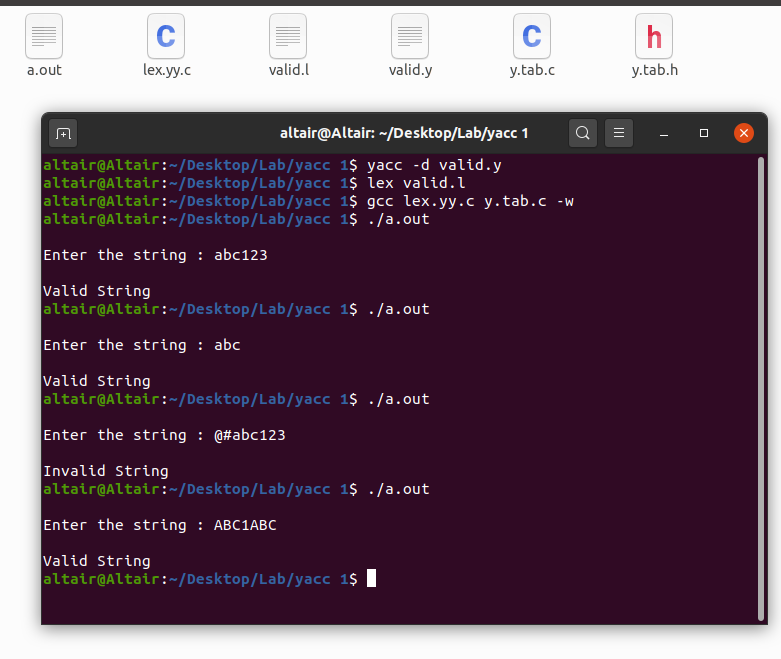 a.out lex.yy.c valid.l valid.y y.tab.c y.tab.h
altair@Altair: ~/Desktop/Lab/yacc 1
altair@Altair:~/Desktop/Lab/yacc 1$ yacc -d valid.y
altair@Altair:~/Desktop/Lab/yacc 1$ lex valid.l
altair@Altair:~/Desktop/Lab/yacc 1$ gcc lex.yy.c y.tab.c -w
altair@Altair:~/Desktop/Lab/yacc 1$ ./a.out
Enter the string : abc123
Valid String
altair@Altair:~/Desktop/Lab/yacc 1$ ./a.out
Enter the string : abc
Valid String
altair@Altair:~/Desktop/Lab/yacc 1$ ./a.out
Enter the string : @#abc123
Invalid String
altair@Altair:~/Desktop/Lab/yacc 1$ ./a.out
Enter the string : ABC1ABC
Valid String
altair@Altair:~/Desktop/Lab/yacc 1$